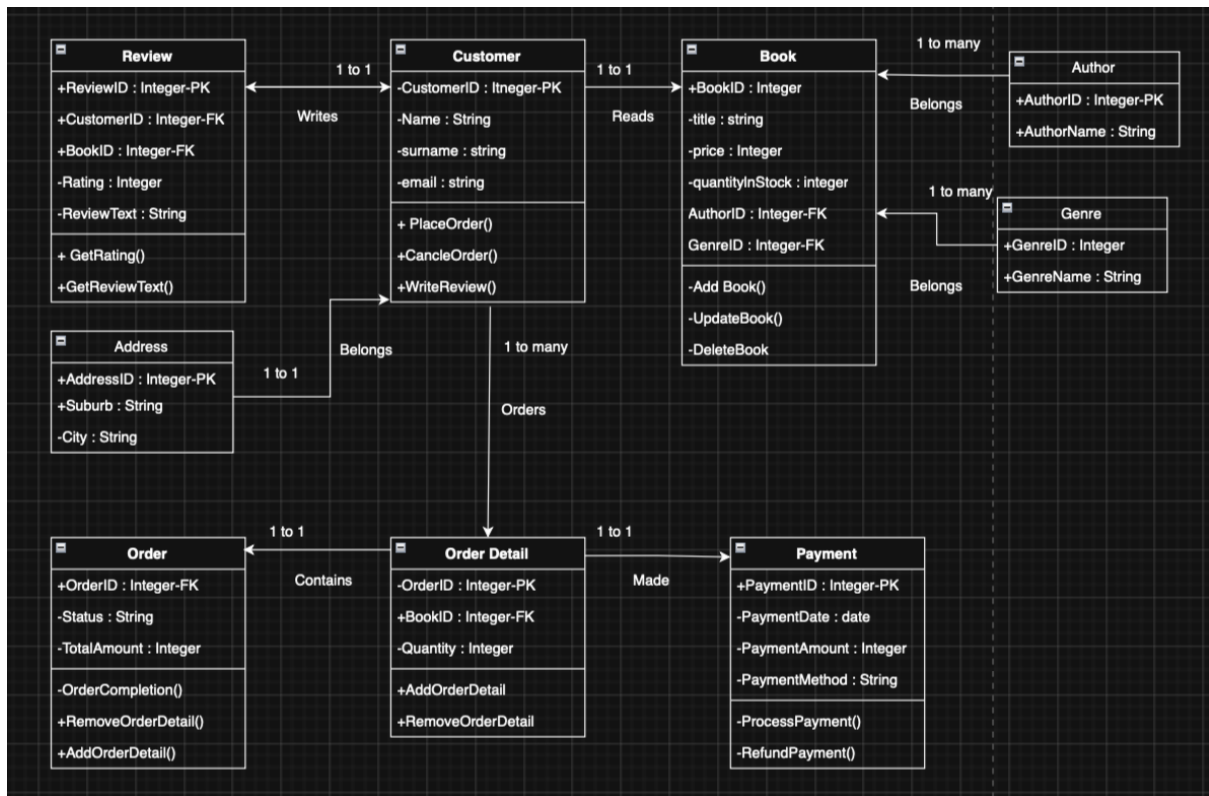 Review
+ReviewID : Integer-PK
+CustomerID : Integer-FK
+BookID : Integer-FK
-Rating : Integer
-ReviewText : String
+ GetRating()
+GetReviewText()
1 to 1
Writes
Customer
-CustomerID : Itneger-PK
-Name : String
-surname : string
-email : string
+ PlaceOrder()
+CancleOrder()
+WriteReview()
1 to 1
Reads
Book
+BookID : Integer
-title : string
-price : Integer
-quantityInStock : integer
AuthorID : Integer-FK
GenreID : Integer-FK
-Add Book()
-UpdateBook()
-DeleteBook
1 to many
Belongs
Author
+AuthorID : Integer-PK
+AuthorName : String
1 to many
Belongs
Genre
+GenreID : Integer
+GenreName : String
Address
+AddressID : Integer-PK
+Suburb : String
-City : String
1 to 1
Belongs
1 to many
Orders
Order
+OrderID : Integer-FK
-Status : String
-TotalAmount : Integer
-OrderCompletion()
+RemoveOrderDetail()
+AddOrderDetail()
1 to 1
Contains
Order Detail
-OrderID : Integer-PK
+BookID : Integer-FK
-Quantity : Integer
+AddOrderDetail
+RemoveOrderDetail
1 to 1
Made
Payment
+PaymentID : Integer-PK
-PaymentDate : date
-PaymentAmount : Integer
-PaymentMethod : String
-ProcessPayment()
-RefundPayment()